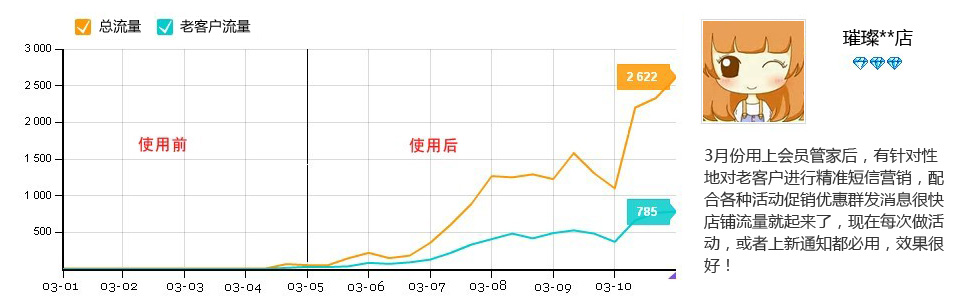 总流量 老客户流量
3 000
2 500
2 000
1 500
1 000
500
2 622
785
使用前 使用后
03-01 03-02 03-03 03-04 03-05 03-06 03-07 03-08 03-09 03-10
璀璨**店
3月份用上会员管家后，有针对性
地对老客户进行精准短信营销，配
合各种活动促销优惠群发消息很快
店铺流量就起来了，现在每次做活
动，或者上新通知都必用，效果很
好！